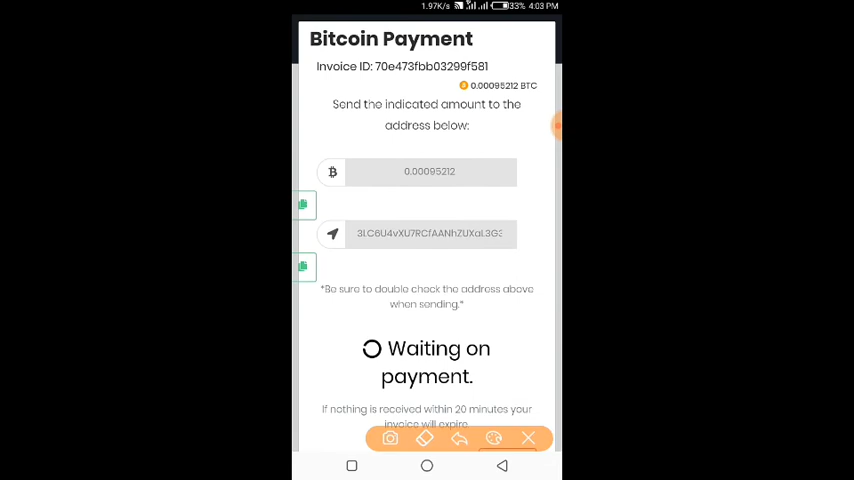 1.97K/s 33% 4:03 PM
Bitcoin Payment
Invoice ID: 70e473fbb03299f581
0.00095212 BTC
Send the indicated amount to the
address below:
0.00095212
3LC6U4vXU7RCfAANhZUXaL3G3
*Be sure to double check the address above
when sending.*
Waiting on
payment.
If nothing is received within 20 minutes your
invoice will expire